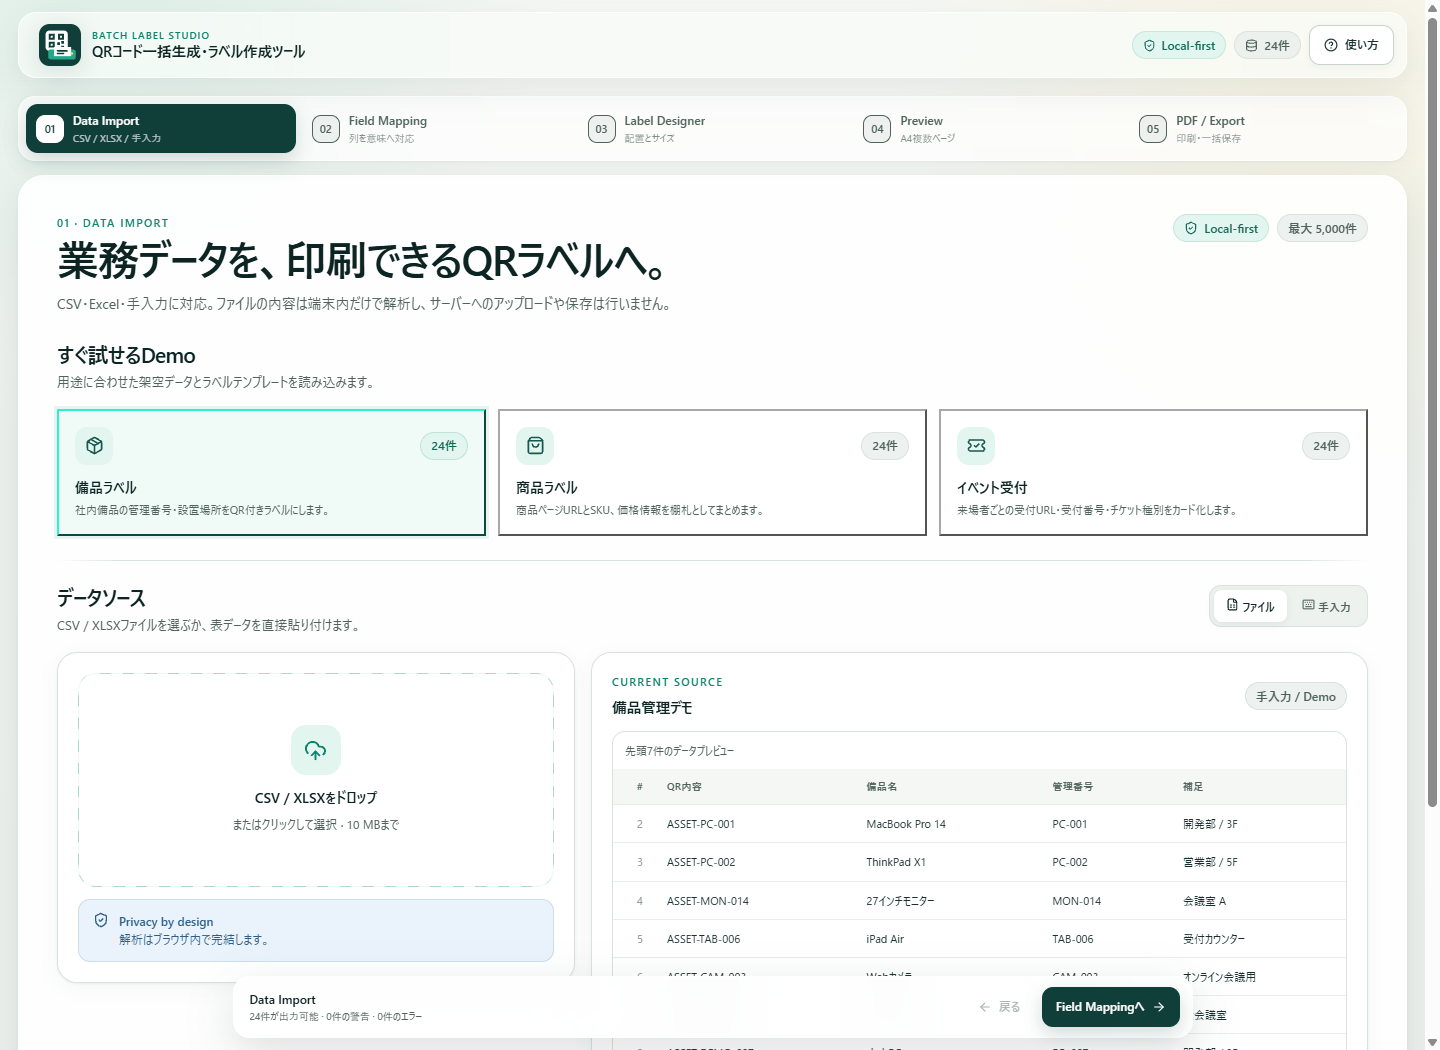 BATCH LABEL STUDIO
QRコード一括生成・ラベル作成ツール
Local-first
24件
使い方
01
Data Import
CSV / XLSX / 手入力
02
Field Mapping
列を意味へ対応
03
Label Designer
配置とサイズ
04
Preview
A4複数ページ
05
PDF / Export
印刷・一括保存
01 · DATA IMPORT
業務データを、印刷できるQRラベルへ。
CSV・Excel・手入力に対応。ファイルの内容は端末内だけで解析し、サーバーへのアップロードや保存は行いません。
Local-first
最大 5,000件
すぐ試せるDemo
用途に合わせた架空データとラベルテンプレートを読み込みます。
24件
備品ラベル
社内備品の管理番号・設置場所をQR付きラベルにします。
24件
商品ラベル
商品ページURLとSKU、価格情報を棚札としてまとめます。
24件
イベント受付
来場者ごとの受付URL・受付番号・チケット種別をカード化します。
データソース
CSV / XLSXファイルを選ぶか、表データを直接貼り付けます。
ファイル
手入力
CSV / XLSXをドロップ
またはクリックして選択 · 10 MBまで
Privacy by design
解析はブラウザ内で完結します。
CURRENT SOURCE
備品管理デモ
手入力 / Demo
先頭7件のデータプレビュー
# QR内容 備品名 管理番号 補足
2 ASSET-PC-001 MacBook Pro 14 PC-001 開発部 / 3F
3 ASSET-PC-002 ThinkPad X1 PC-002 営業部 / 5F
4 ASSET-MON-014 27インチモニター MON-014 会議室 A
5 ASSET-TAB-006 iPad Air TAB-006 受付カウンター
オンライン会議用
会議室
Data Import
24件が出力可能 · 0件の警告 · 0件のエラー
戻る
Field Mappingへ